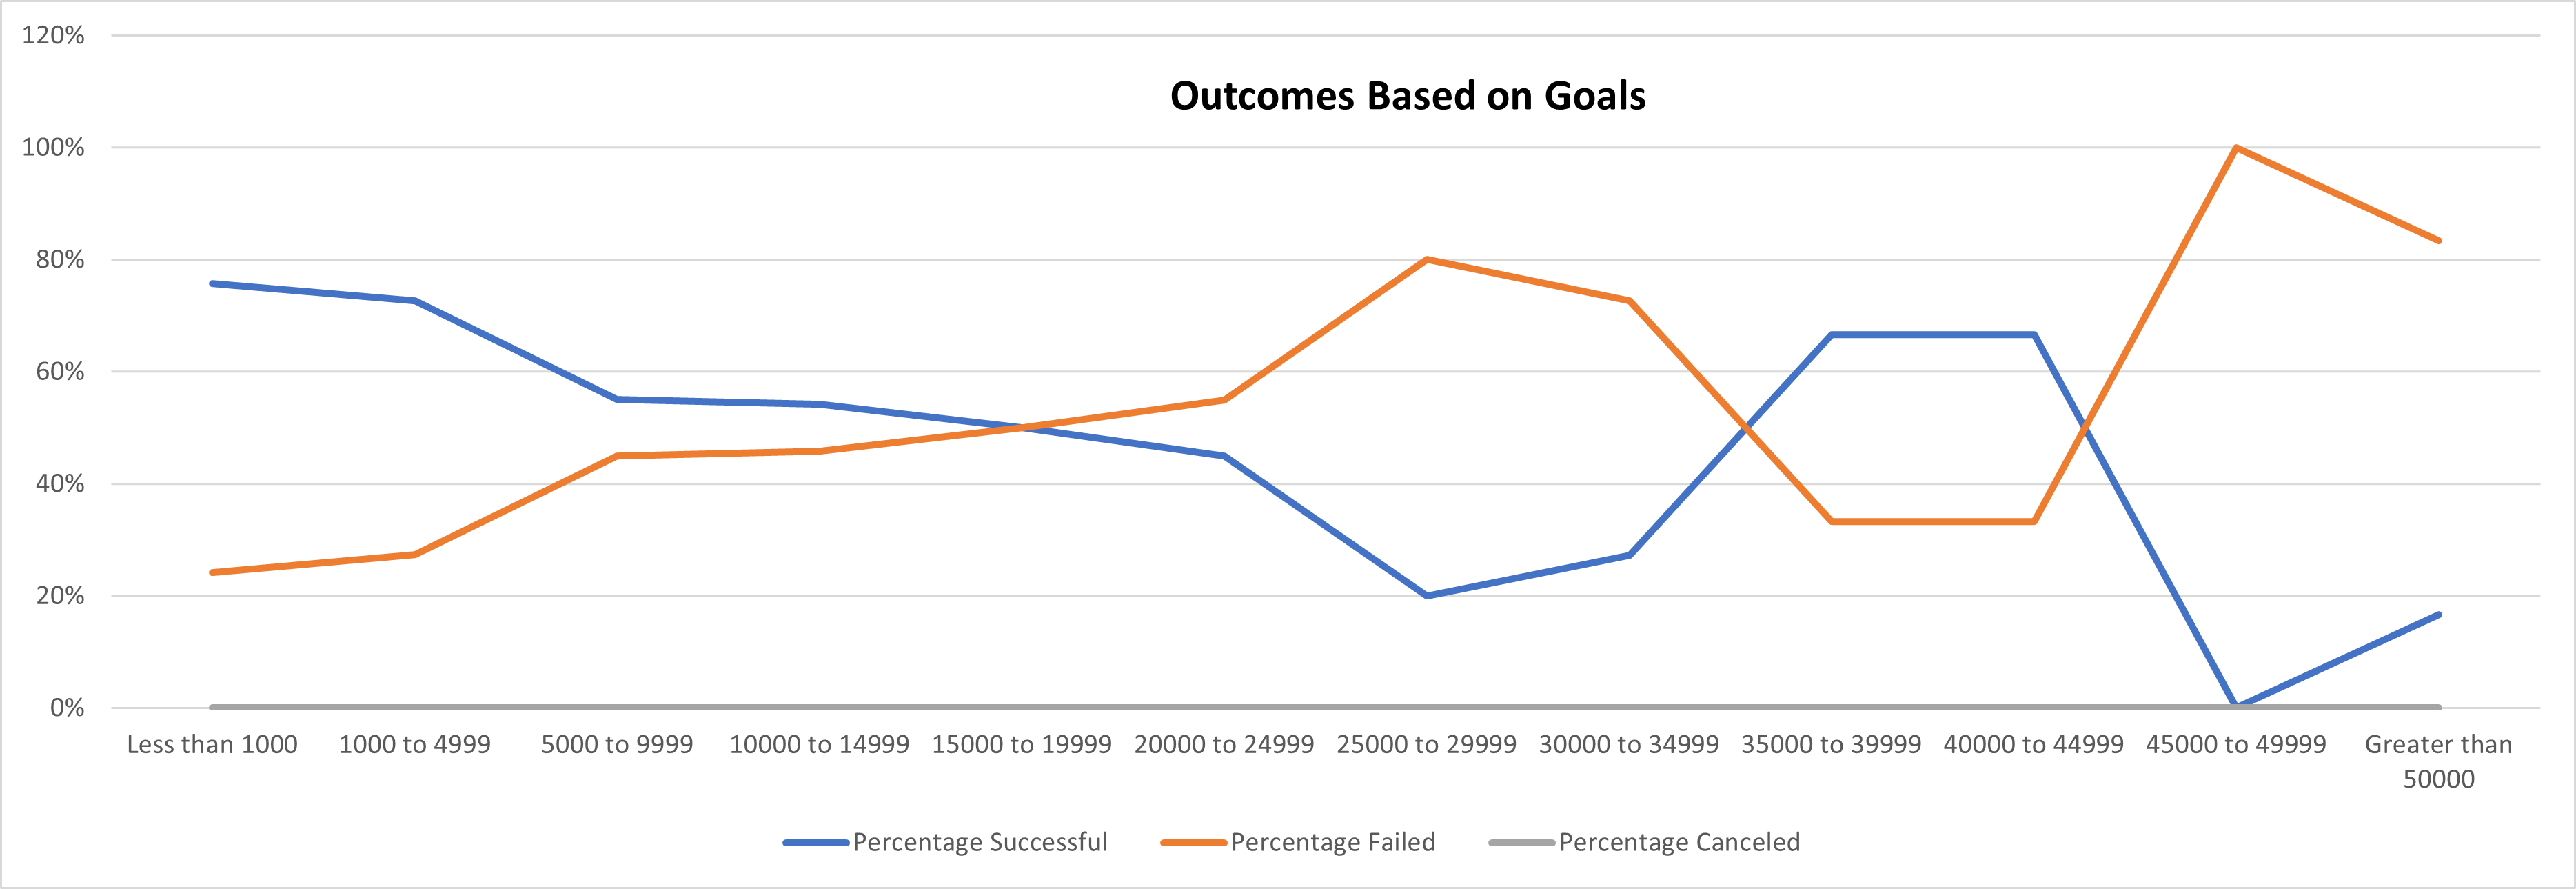 Outcomes Based on Goals
120%
100%
80%
60%
40%
20%
0%
Less than 1000 1000 to 4999 5000 to 9999 10000 to 14999 15000 to 19999 20000 to 24999 25000 to 29999 30000 to 34999 35000 to 39999 40000 to 44999 45000 to 49999 Greater than
50000
Percentage Successful Percentage Failed Percentage Canceled